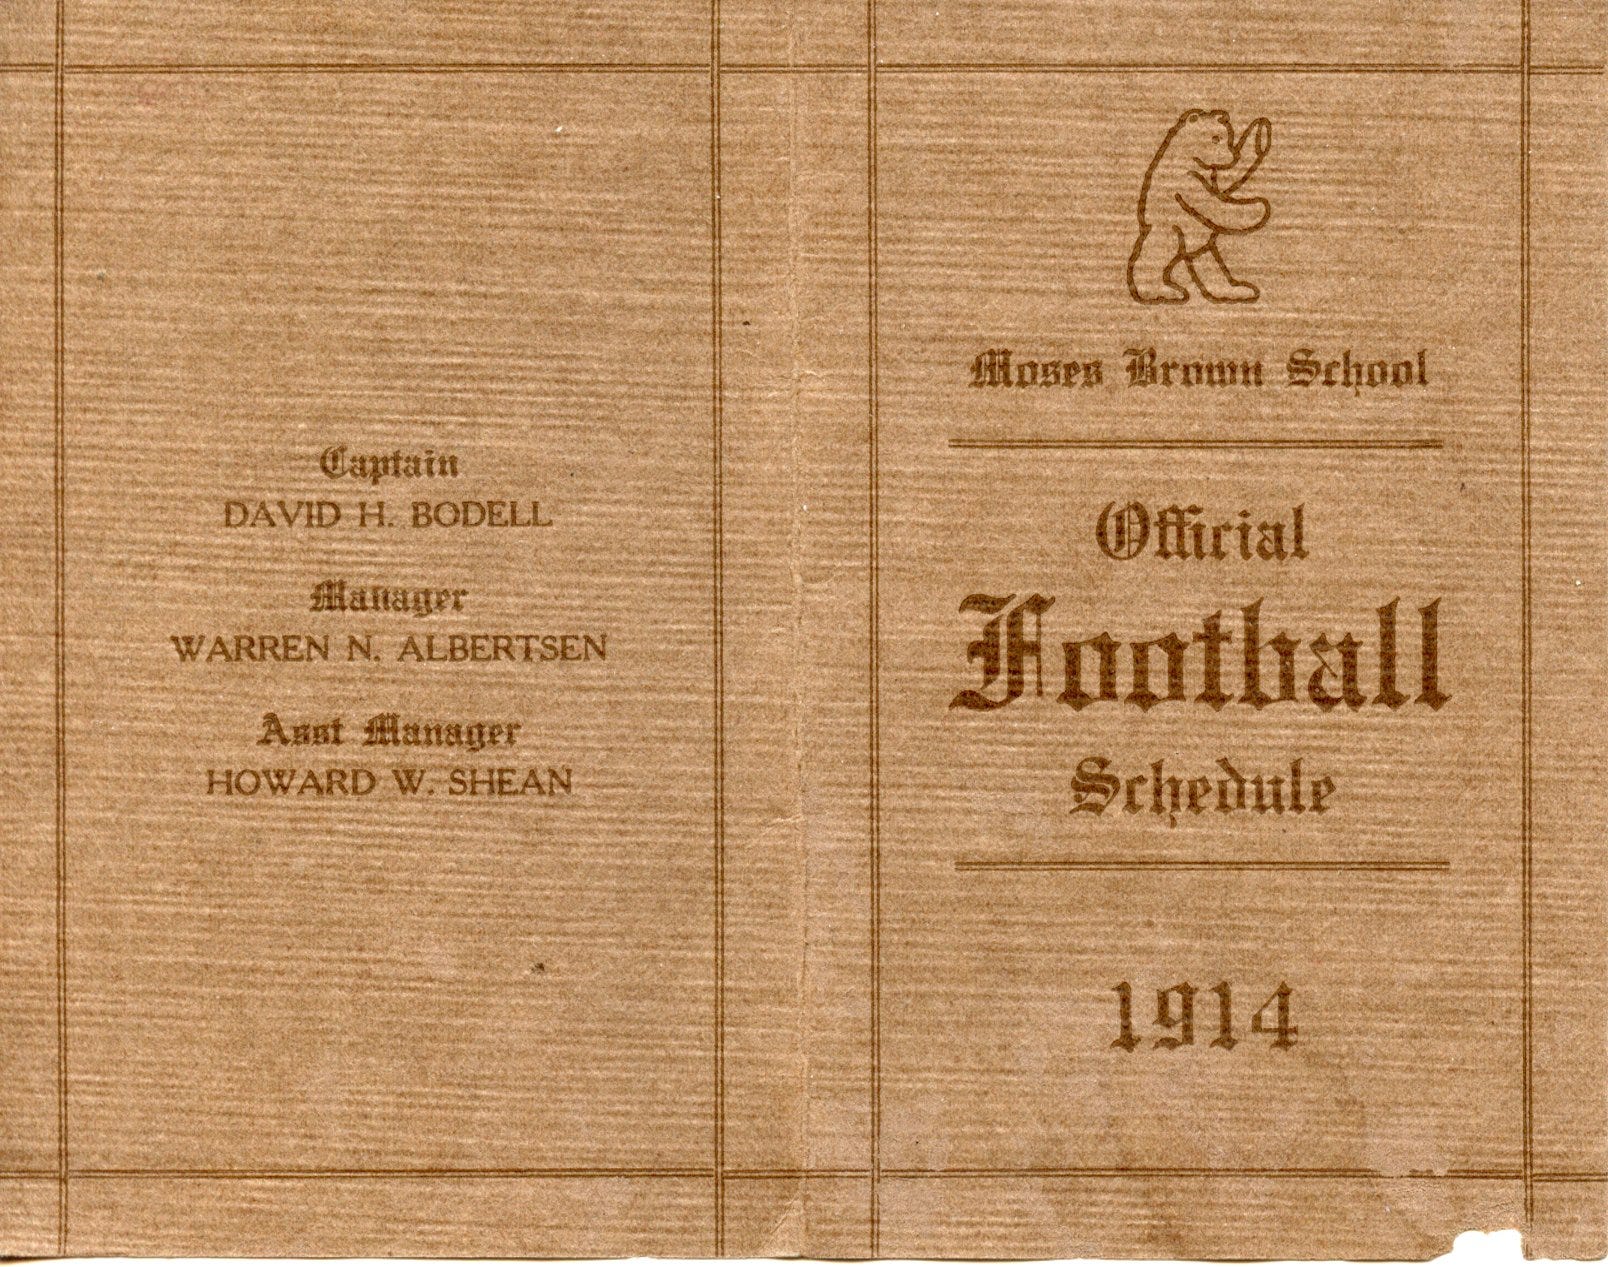 Captain
DAVID H. BODELL
Manager
WARREN N. ALBERTSEN
Asst Manager
HOWARD W. SHEAN
Moses Brown School
Official
Football
Schedule
1914